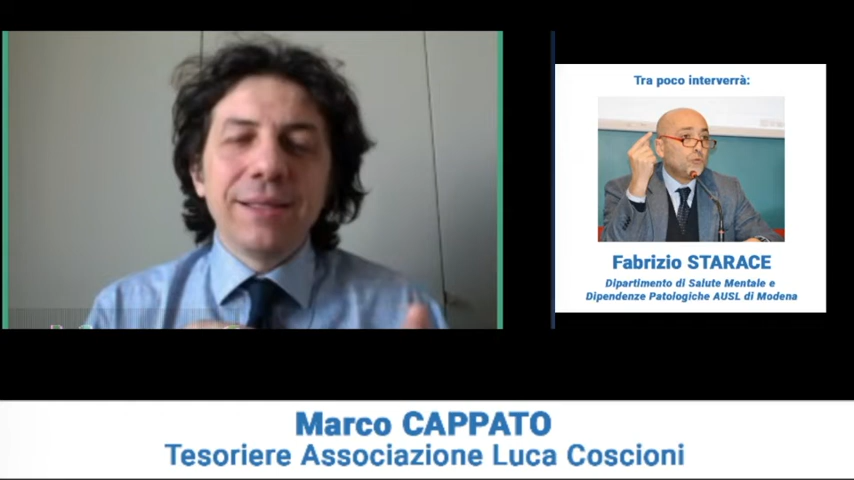 Tra poco interverrà:
Fabrizio STARACE
Dipartimento di Salute Mentale e
Dipendenze Patologiche AUSL di Modena
Marco CAPPATO
Tesoriere Associazione Luca Coscioni